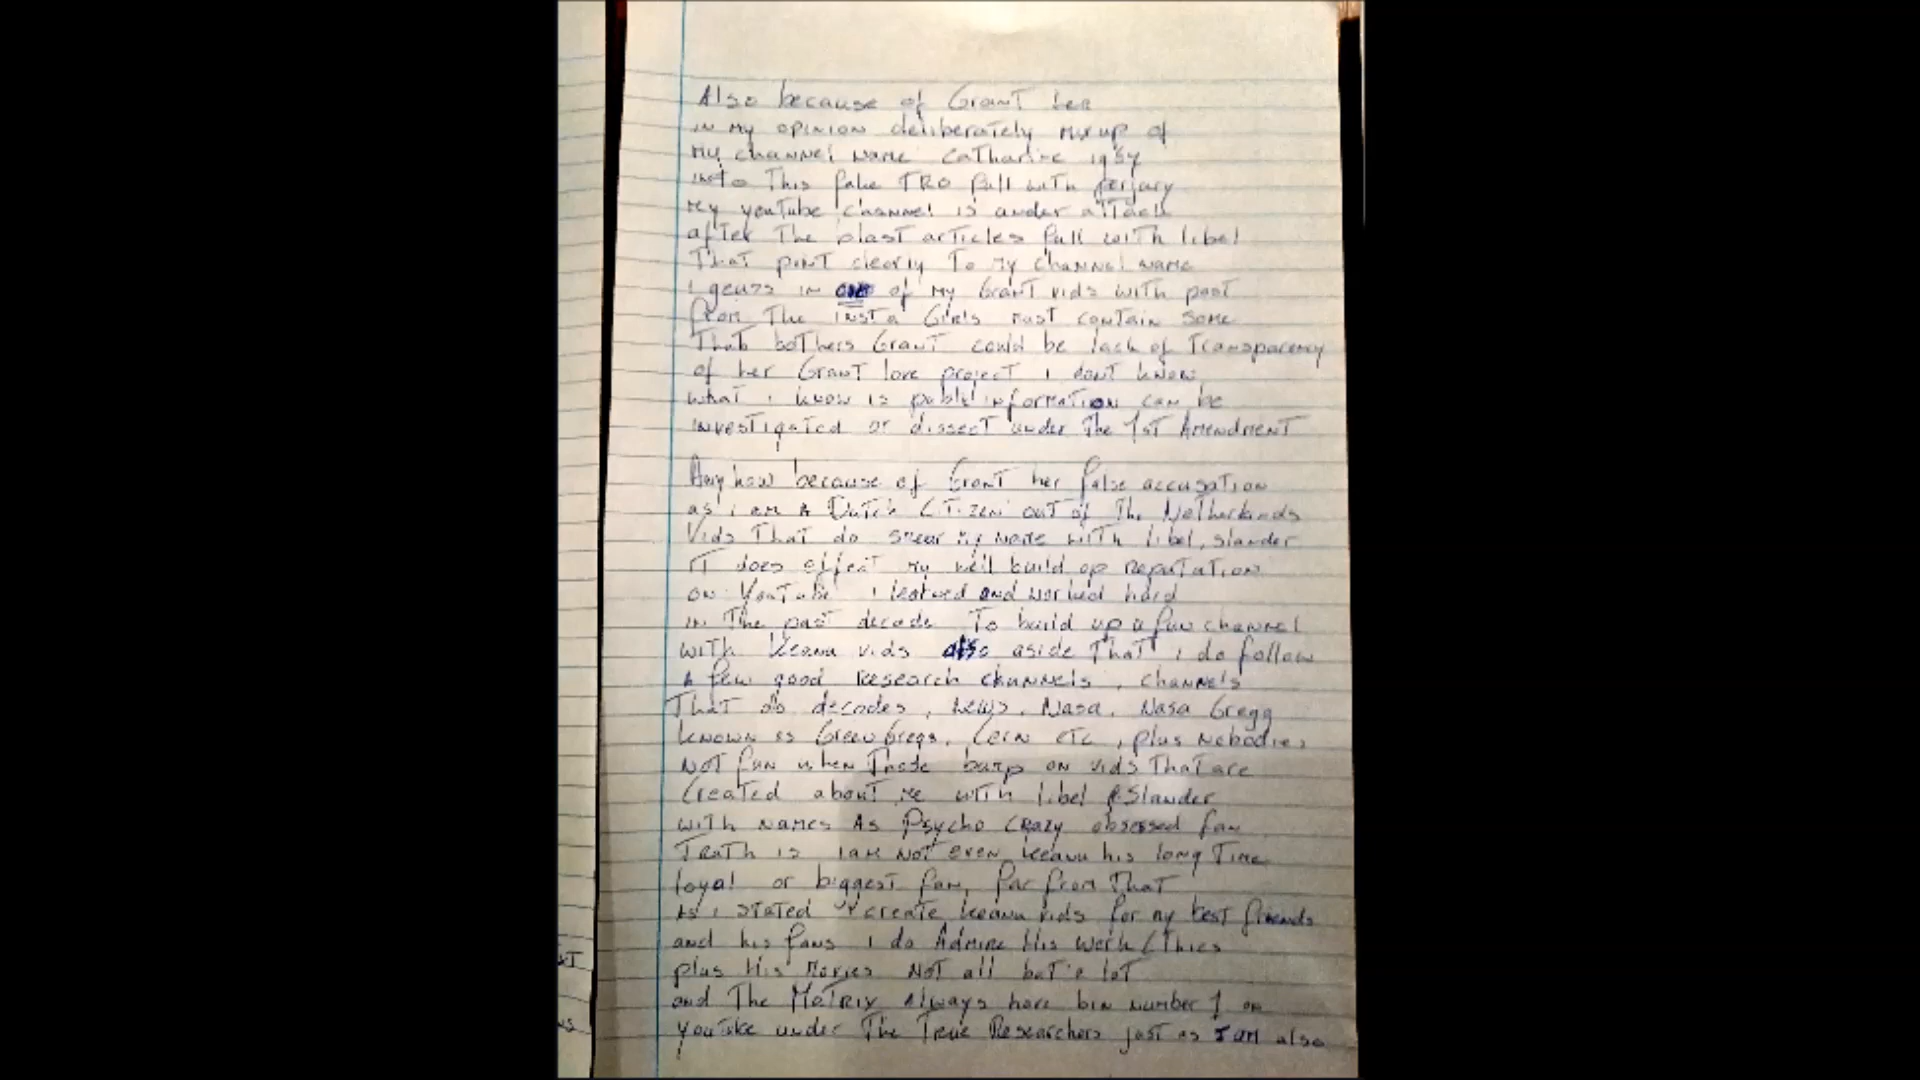 Also because of Grant her
in my opinion deliberately mix up of
my channel name Catharine 1957
into This fake TRO full with perjury
my youtube channel is under attack
after The plast articles full with libel
That point clearly To my channel name
I geuss in one of my Grant vids with post
from The insta Girls must contain some
That bothers Grant could be lack of Transparency
of her Grant love project I dont know
what I know is public information can be
investigated or dissect under the 1st Amendment
Anyhow because of Grant her false accusation
as I am A Dutch Citizen out of The Netherlands
Vids That do smear my name with libel, slander
IT does effect my well build op Reputation
on YouTube I learned and worked hard
in The past decade To build up a fun channel
with Keanu vids also aside That I do follow
A few good Research channels, channels
That do decodes, News, Nasa, Nasa Gregg
known as Green Gregs, Cern etc, plus Nobodies
Not fun when These bump on vids That are
Created about me with libel & Slander
with names As Psycho Crazy obsessed fan
Truth is I am Not even Keanu his long Time
loyal or biggest fan, far from That
As I stated I create Keanu vids for my best friends
and his fans I do Admire His Work Ethics
plus His Movies Not all but a lot
and The Matrix Always have bin number 1 on
youtube under The True Researchers just as I am also